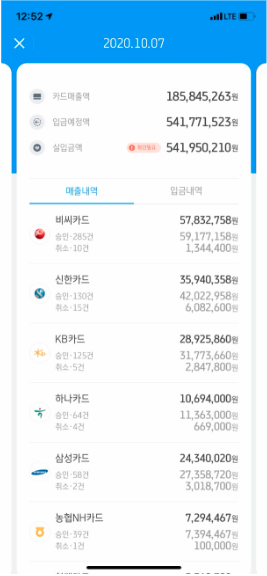 12:52
LTE
2020.10.07
카드매출액 185,845,263원
입금예정액 541,771,523원
실입금액 541,950,210원
매출내역 입금내역
비씨카드 57,832,758원
승인·285건 59,177,158원
취소·10건 1,344,400원
신한카드 35,940,358원
승인·130건 42,022,958원
취소·15건 6,082,600원
KB카드 28,925,860원
승인·125건 31,773,660원
취소·5건 2,847,800원
하나카드 10,694,000원
승인·64건 11,363,000원
취소·4건 669,000원
삼성카드 24,340,020원
승인·58건 27,358,720원
취소·2건 3,018,700원
농협NH카드 7,294,467원
승인·39건 7,394,467원
취소·1건 100,000원